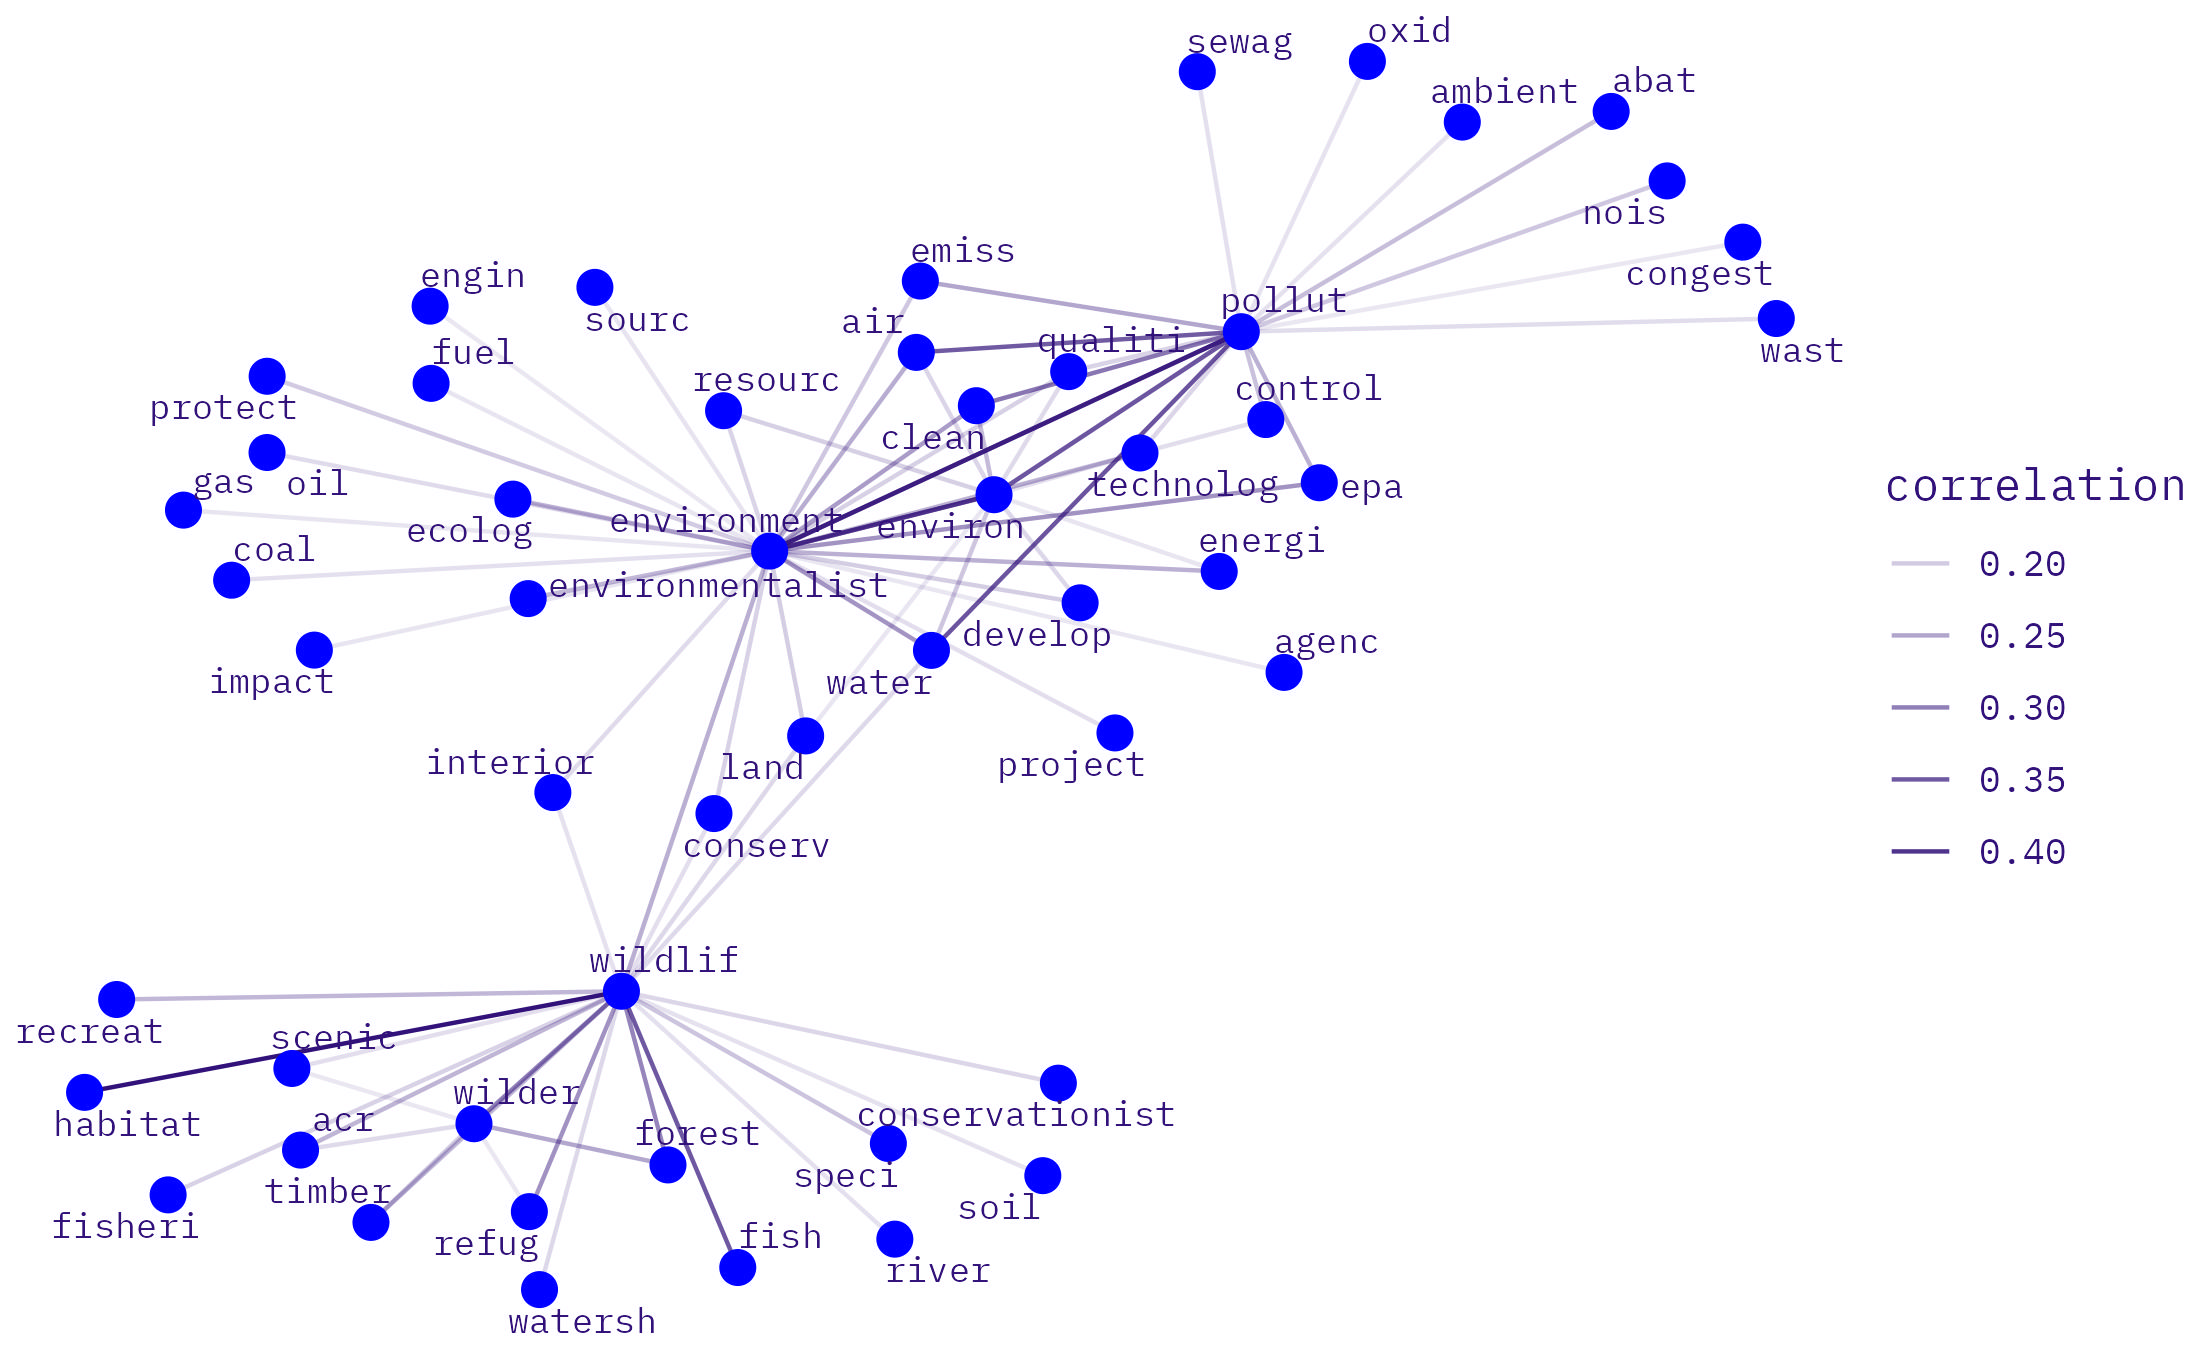 sewag
oxid
ambient
abat
nois
congest
wast
pollut
emiss
air
qualiti
control
clean
technolog
epa
engin
sourc
fuel
resourc
protect
gas
oil
ecolog
environment
environ
energi
coal
environmentalist
develop
agenc
impact
water
project
interior
land
conserv
wildlif
recreat
scenic
habitat
acr
wilder
forest
conservationist
speci
soil
fisheri
timber
refug
fish
river
watersh
correlation
0.20
0.25
0.30
0.35
0.40